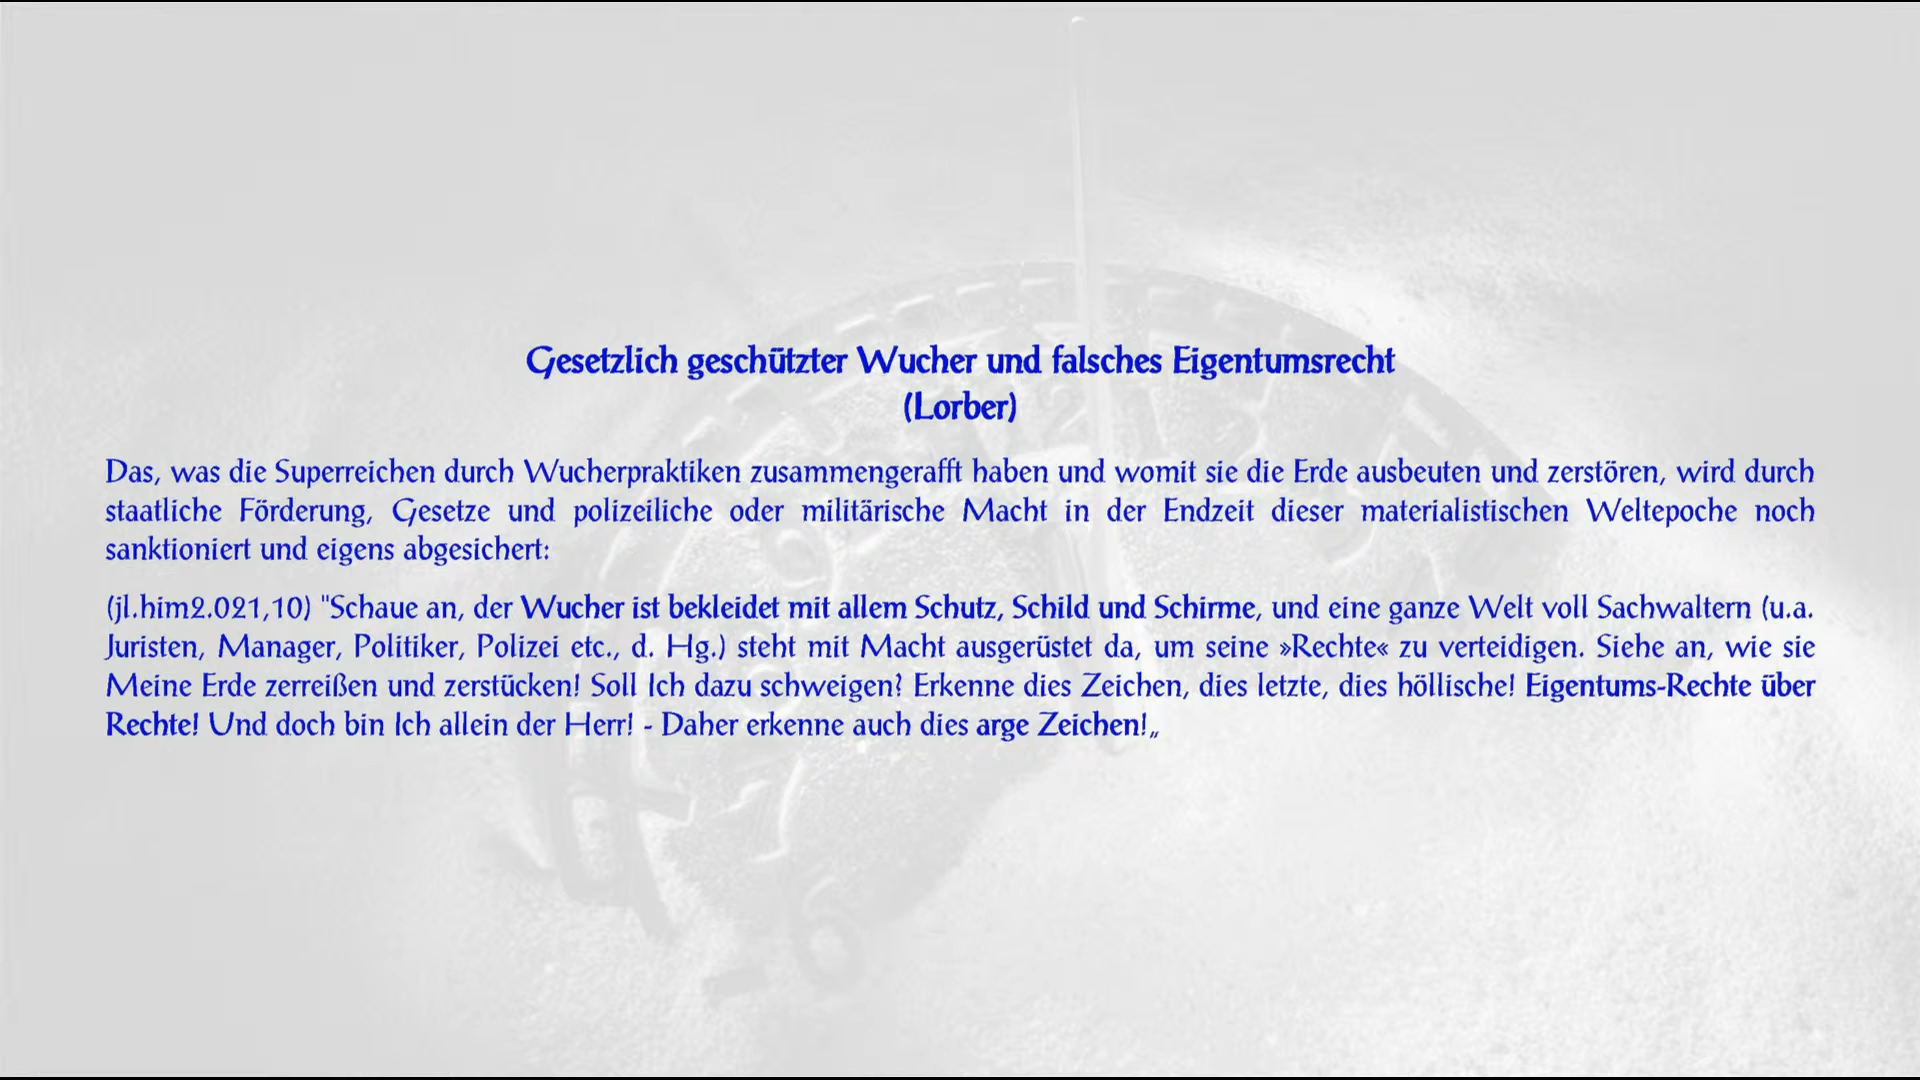 Gesetzlich geschützter Wucher und falsches Eigentumsrecht
(Lorber)
Das, was die Superreichen durch Wucherpraktiken zusammengerafft haben und womit sie die Erde ausbeuten und zerstören, wird durch
staatliche Förderung, Gesetze und polizeiliche oder militärische Macht in der Endzeit dieser materialistischen Weltepoche noch
sanktioniert und eigens abgesichert:
(jl.him2.021,10) "Schaue an, der Wucher ist bekleidet mit allem Schutz, Schild und Schirme, und eine ganze Welt voll Sachwaltern (u.a.
Juristen, Manager, Politiker, Polizei etc., d. Hg.) steht mit Macht ausgerüstet da, um seine »Rechte« zu verteidigen. Siehe an, wie sie
Meine Erde zerreißen und zerstücken! Soll Ich dazu schweigen? Erkenne dies Zeichen, dies letzte, dies höllische! Eigentums-Rechte über
Rechte! Und doch bin Ich allein der Herr! - Daher erkenne auch dies arge Zeichen!„